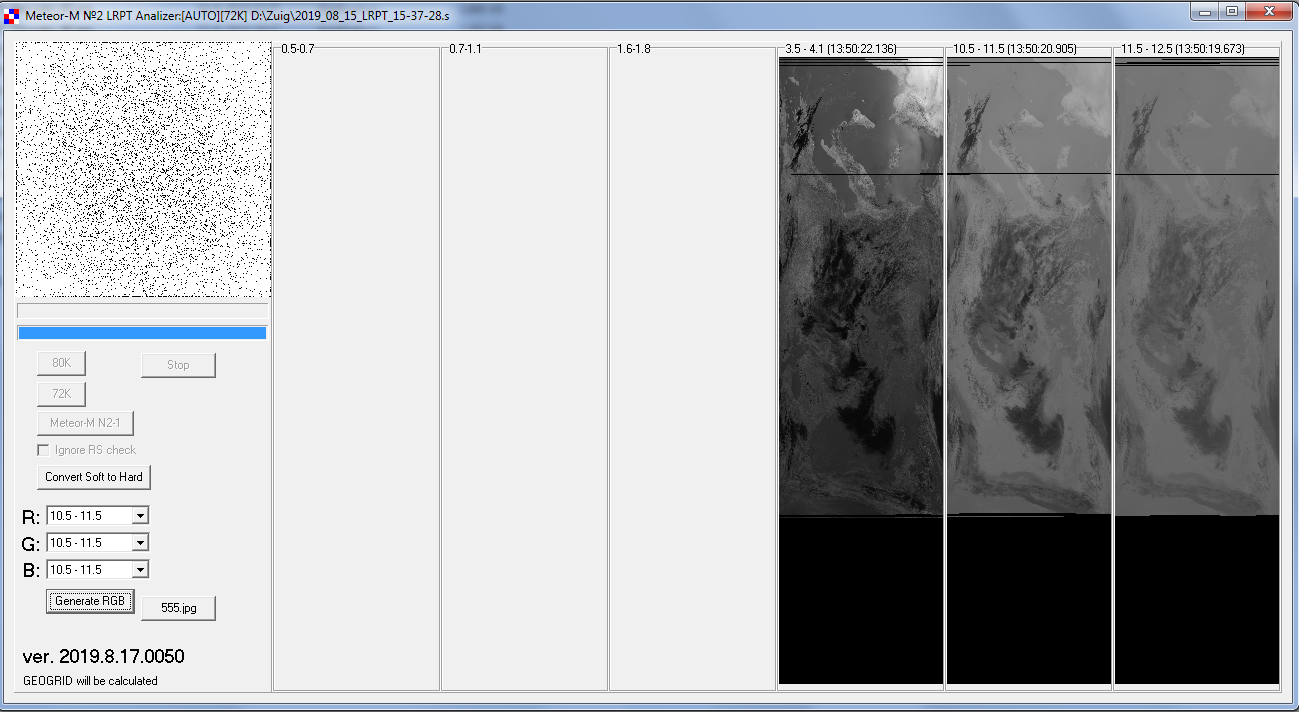 Meteor-M №2 LRPT Analizer:[AUTO][72K] D:\Zuig\2019_08_15_LRPT_15-37-28.s
0.5-0.7
0.7-1.1
1.6-1.8
3.5 - 4.1 (13:50:22.136)
10.5 - 11.5 (13:50:20.905)
11.5 - 12.5 (13:50:19.673)
80K
Stop
72K
Meteor-M N2-1
Ignore RS check
Convert Soft to Hard
R: 10.5 - 11.5
G: 10.5 - 11.5
B: 10.5 - 11.5
Generate RGB
555.jpg
ver. 2019.8.17.0050
GEOGRID will be calculated